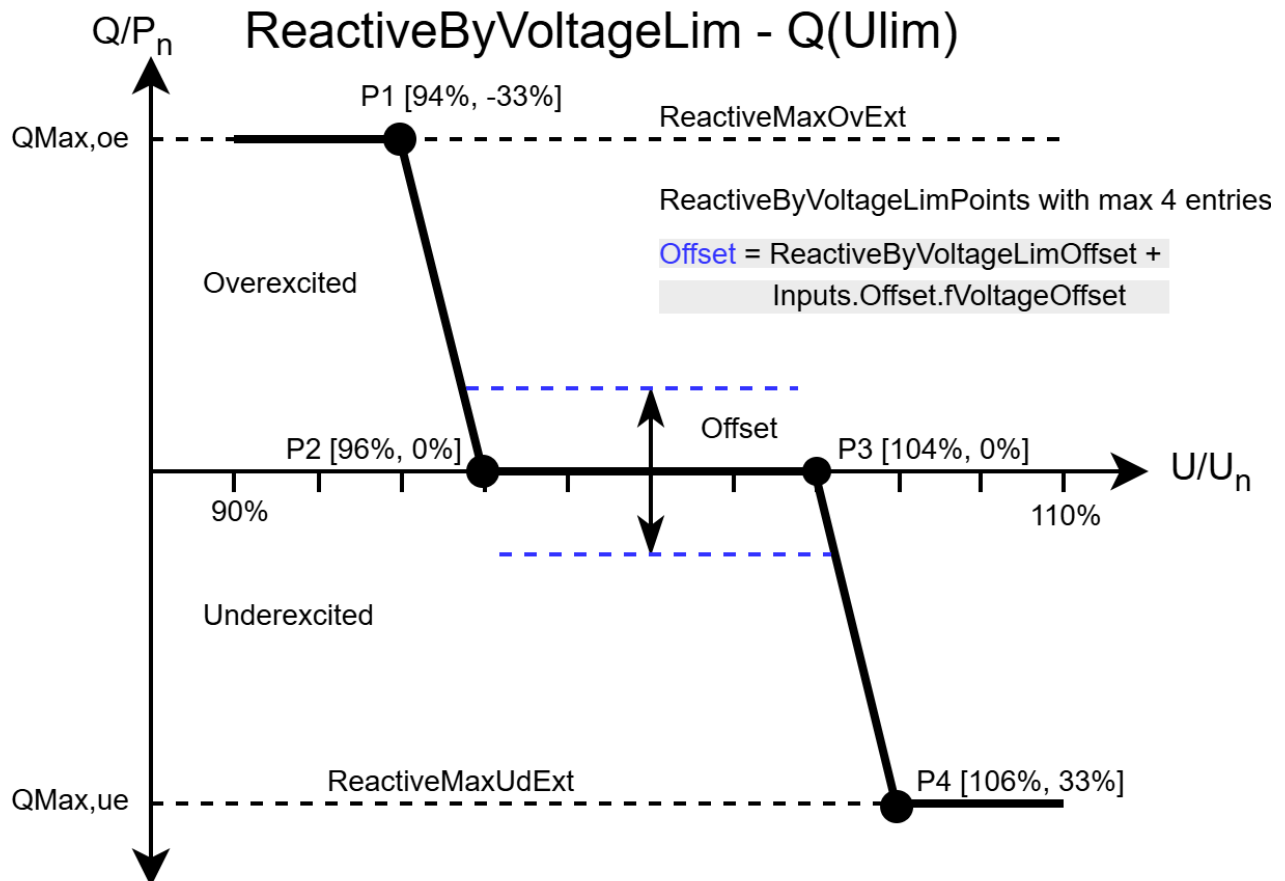 Q/Pn
ReactiveByVoltageLim - Q(Ulim)
P1 [94%, -33%]
QMax,oe
ReactiveMaxOvExt
ReactiveByVoltageLimPoints with max 4 entries
Offset = ReactiveByVoltageLimOffset +
Inputs.Offset.fVoltageOffset
Overexcited
Offset
P2 [96%, 0%]
P3 [104%, 0%]
U/Un
90%
110%
Underexcited
ReactiveMaxUdExt
P4 [106%, 33%]
QMax,ue